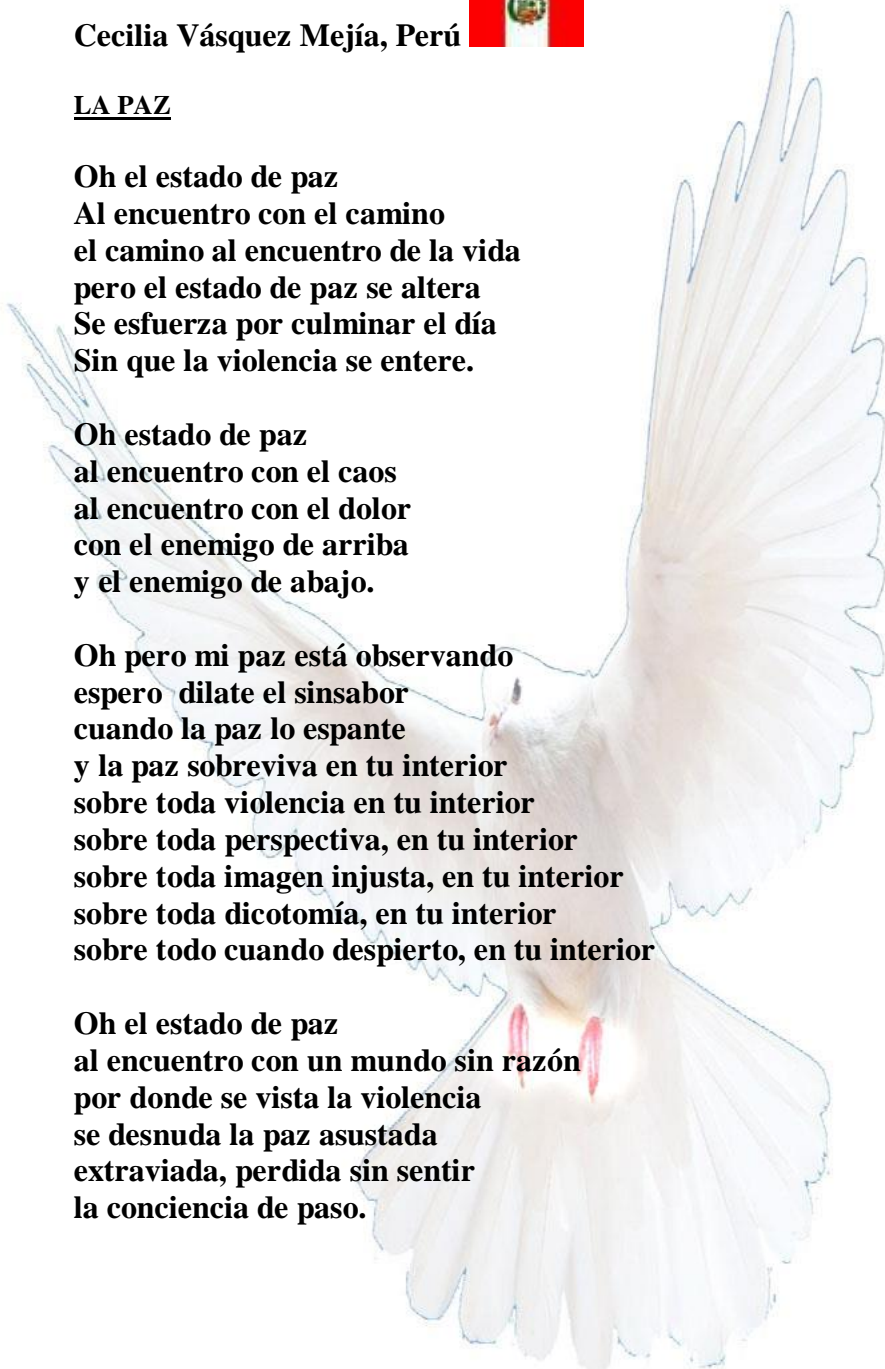 Cecilia Vásquez Mejía, Perú
LA PAZ
Oh el estado de paz
Al encuentro con el camino
el camino al encuentro de la vida
pero el estado de paz se altera
Se esfuerza por culminar el día
Sin que la violencia se entere.
Oh estado de paz
al encuentro con el caos
al encuentro con el dolor
con el enemigo de arriba
y el enemigo de abajo.
Oh pero mi paz está observando
espero  dilate el sinsabor
cuando la paz lo espante
y la paz sobreviva en tu interior
sobre toda violencia en tu interior
sobre toda perspectiva, en tu interior
sobre toda imagen injusta, en tu interior
sobre toda dicotomía, en tu interior
sobre todo cuando despierto, en tu interior
Oh el estado de paz
al encuentro con un mundo sin razón
por donde se vista la violencia
se desnuda la paz asustada
extraviada, perdida sin sentir
la conciencia de paso.